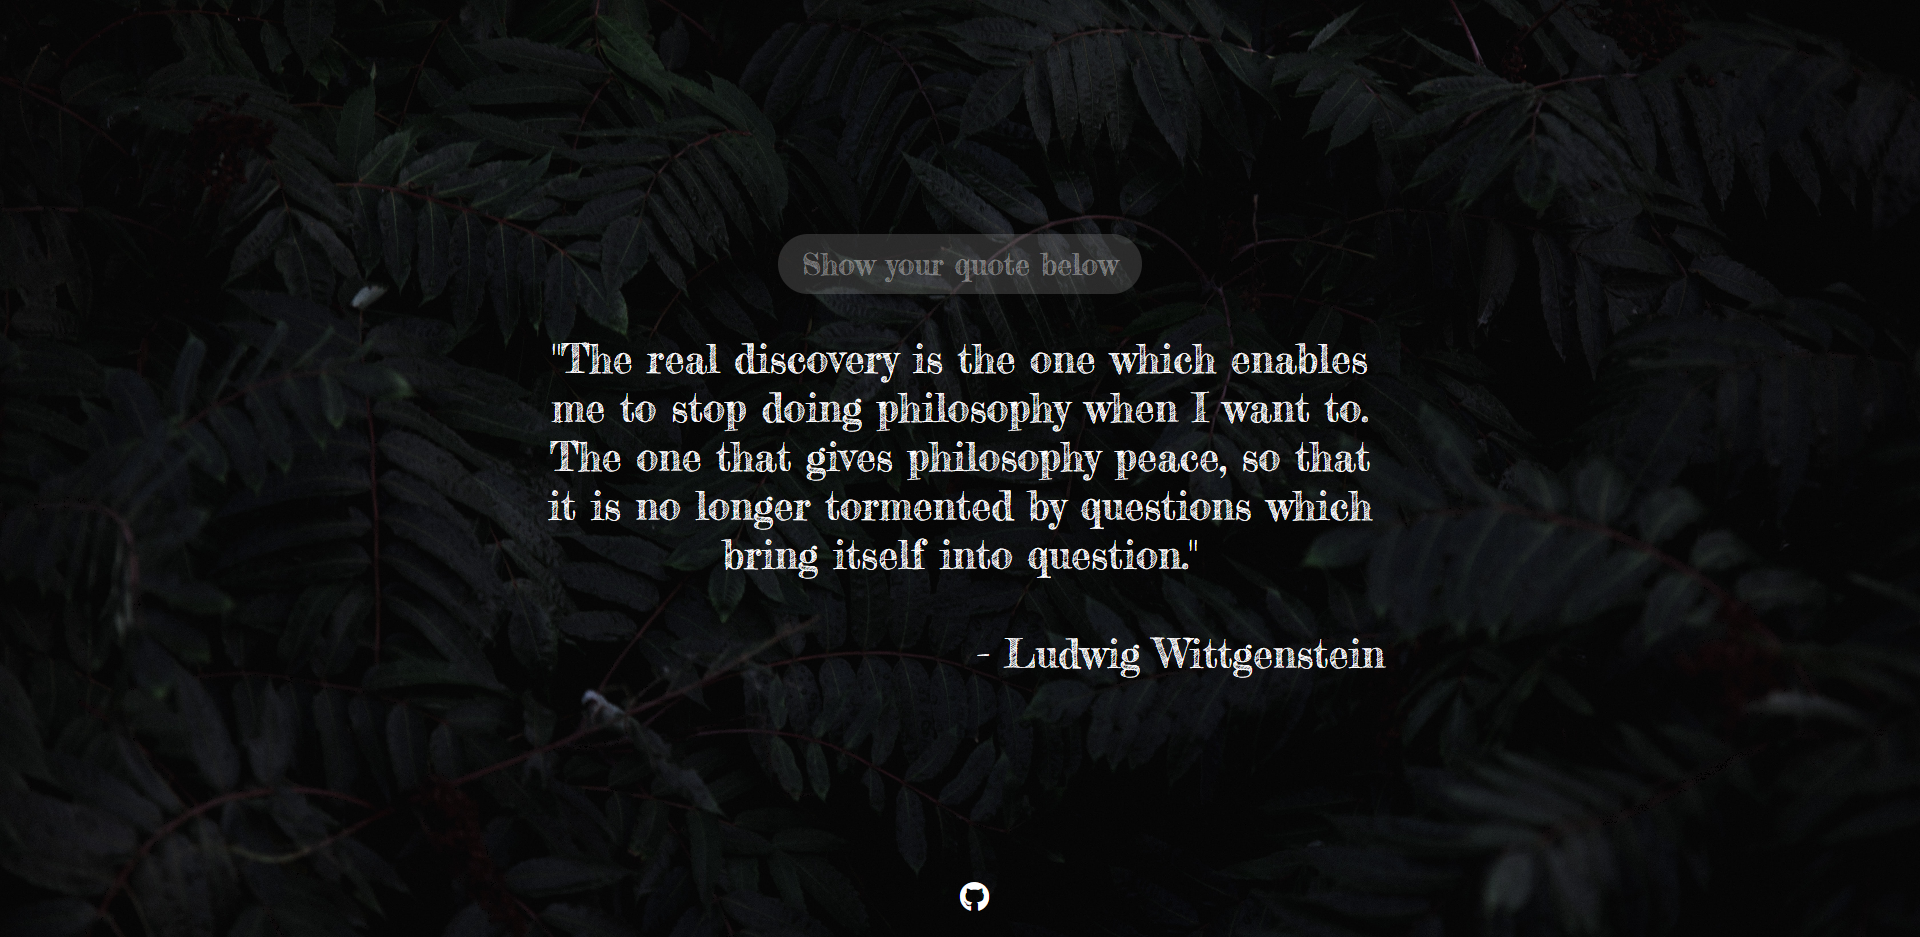 Show your quote below
"The real discovery is the one which enables
me to stop doing philosophy when I want to.
The one that gives philosophy peace, so that
it is no longer tormented by questions which
bring itself into question."
- Ludwig Wittgenstein